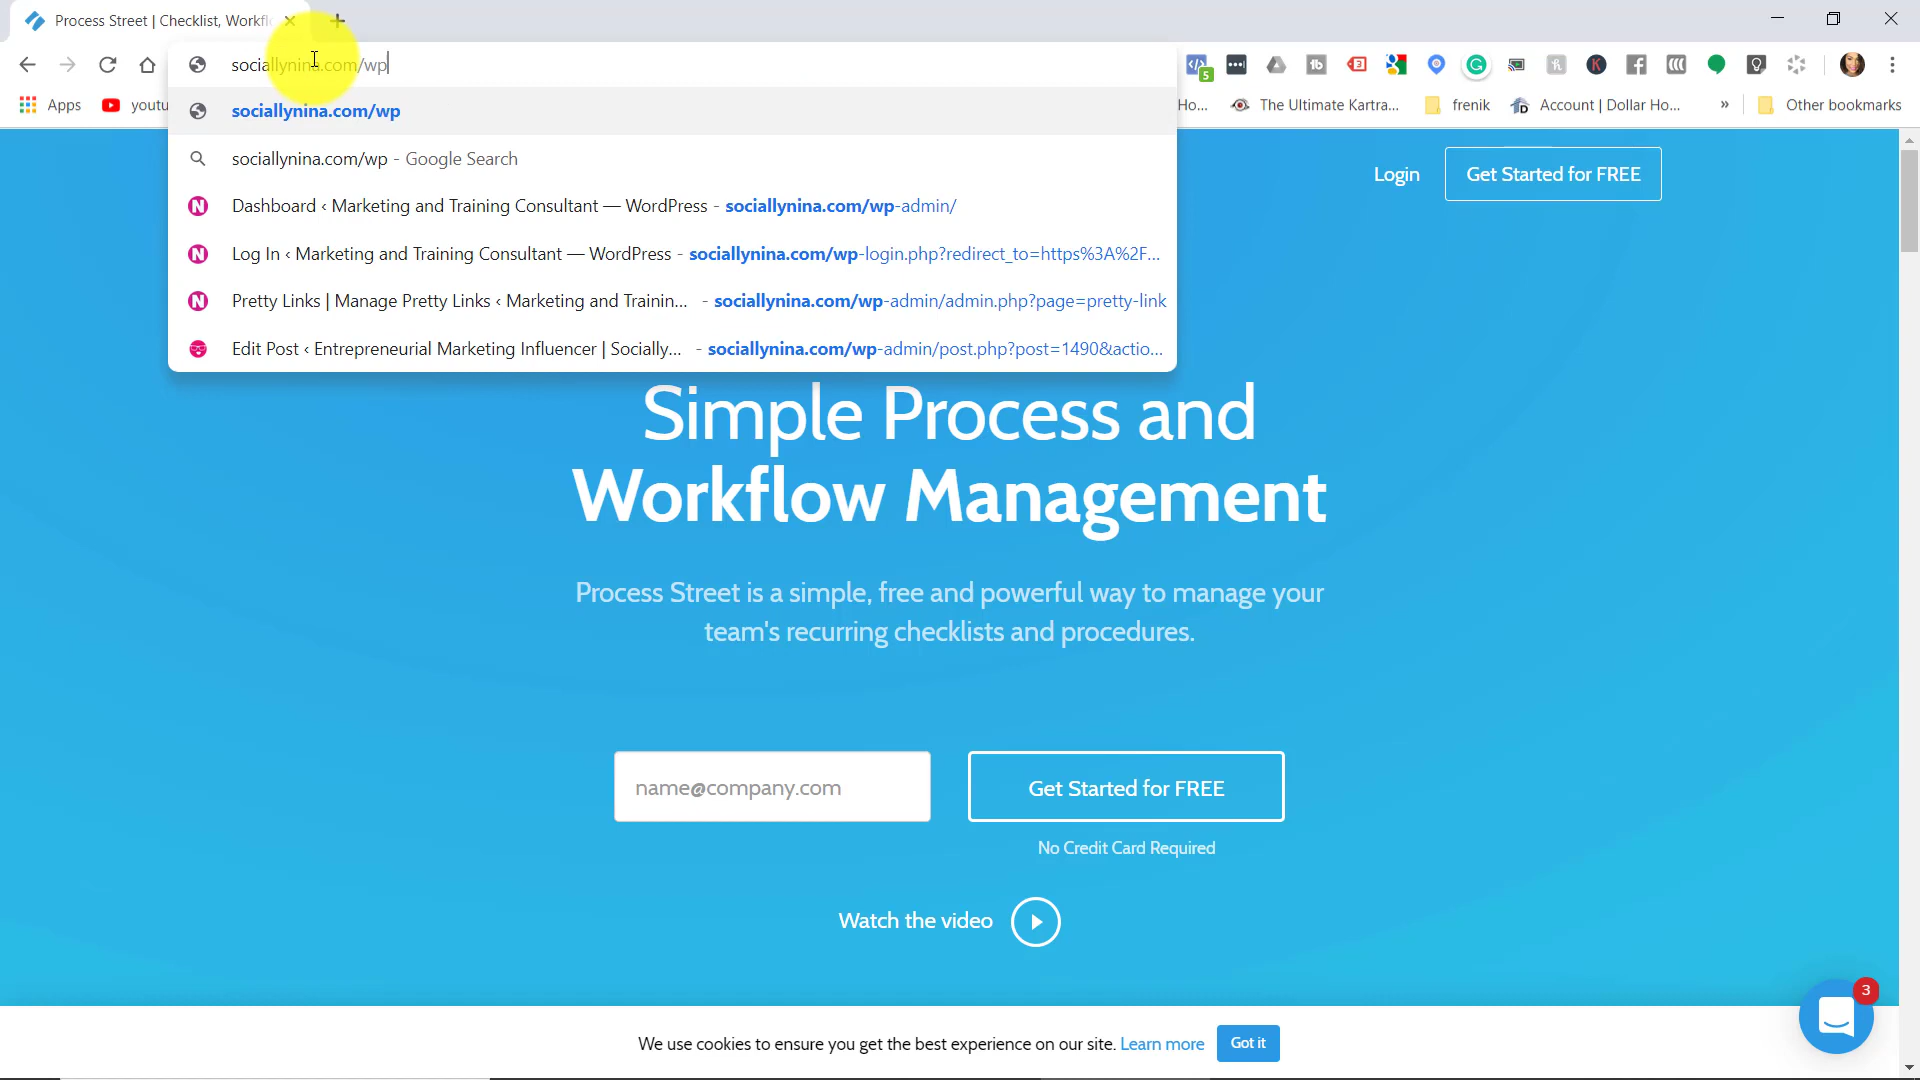 Process Street | Checklist, Workfl
sociallynina.com/wp
sociallynina.com/wp
sociallynina.com/wp - Google Search
Dashboard ‹ Marketing and Training Consultant — WordPress - sociallynina.com/wp-admin/
Log In ‹ Marketing and Training Consultant — WordPress - sociallynina.com/wp-login.php?redirect_to=https%3A%2F...
Pretty Links | Manage Pretty Links ‹ Marketing and Trainin... - sociallynina.com/wp-admin/admin.php?page=pretty-link
Edit Post ‹ Entrepreneurial Marketing Influencer | Socially... - sociallynina.com/wp-admin/post.php?post=1490&actio...
5
3
Apps
youtu
Ho...
The Ultimate Kartra...
frenik
Account | Dollar Ho...
»
Other bookmarks
Login
Get Started for FREE
Simple Process and
Workflow Management
Process Street is a simple, free and powerful way to manage your
team's recurring checklists and procedures.
name@company.com
Get Started for FREE
No Credit Card Required
Watch the video
3
We use cookies to ensure you get the best experience on our site. Learn more
Got it